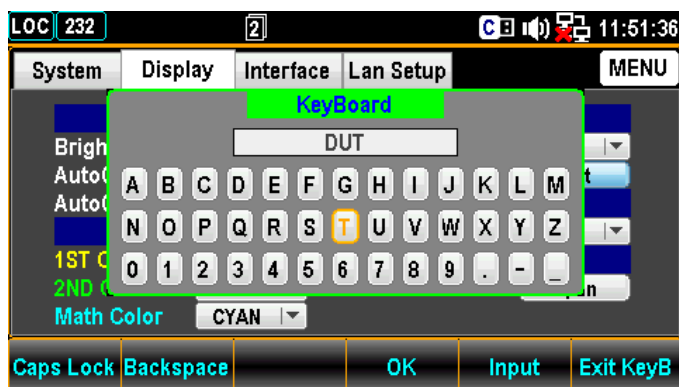 LOC 232 2 C 11:51:36
System Display Interface Lan Setup MENU
KeyBoard
DUT
Brigh
Auto
t
A B C D E F G H I J K L M
Auto
N O P Q R S T U V W X Y Z
1ST
0 1 2 3 4 5 6 7 8 9 . - _
2ND
n
Math Color CYAN
Caps Lock Backspace OK Input Exit KeyB